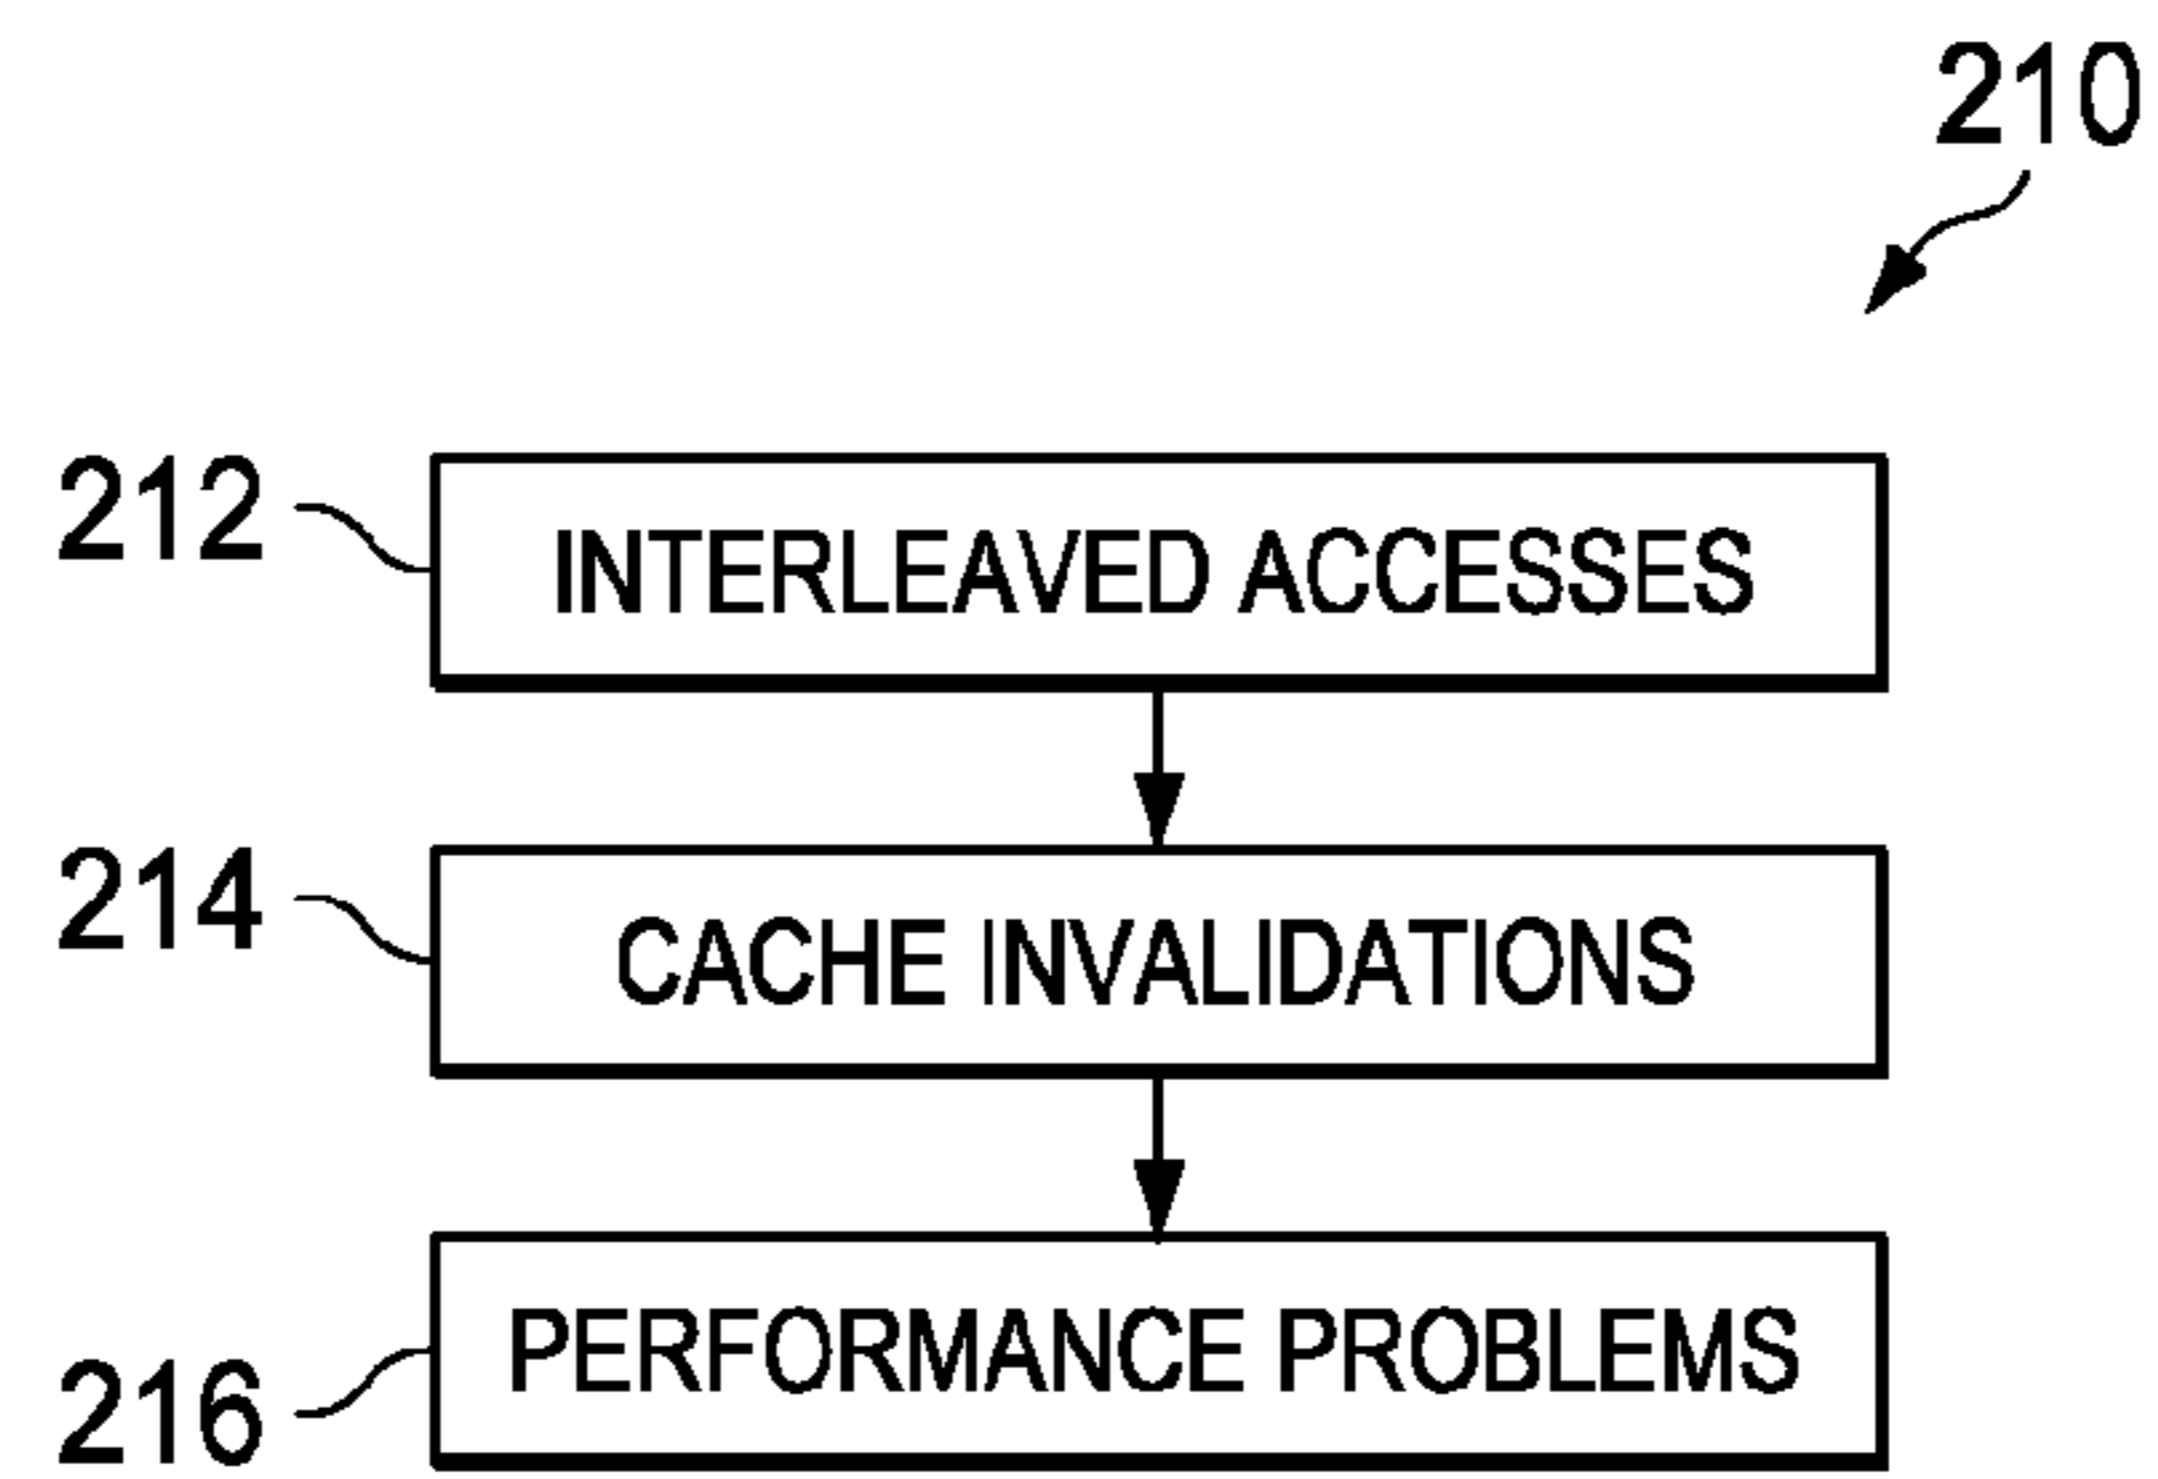 210
212 INTERLEAVED ACCESSES
214 CACHE INVALIDATIONS
216 PERFORMANCE PROBLEMS